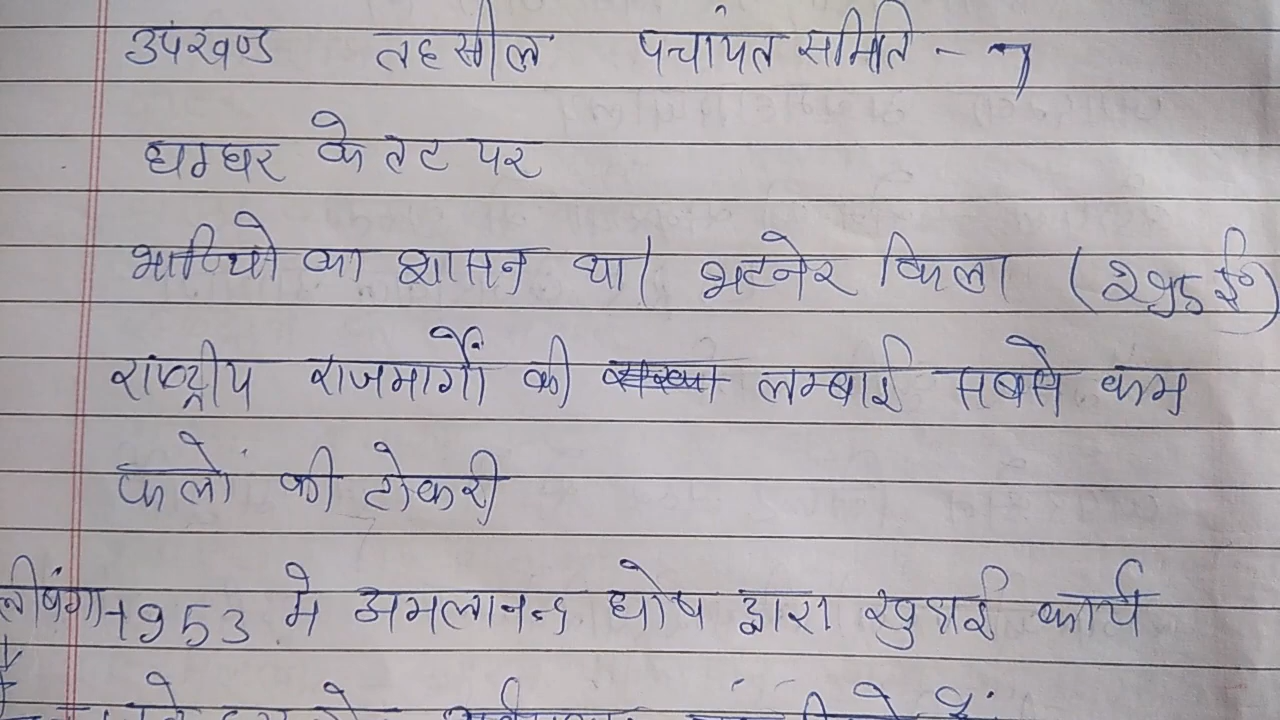 उपखण्ड तहसील पंचायत समिति - 7
घग्घर के तट पर
भाटियो का शासन था। भटनेर किला (295 ई०)
राष्ट्रीय राजमार्गों की संख्या लम्बाई सबसे कम
फलो की टोकरी
लीबंगा 1953 मे अमलानन्द घोष द्वारा खुदाई कार्य